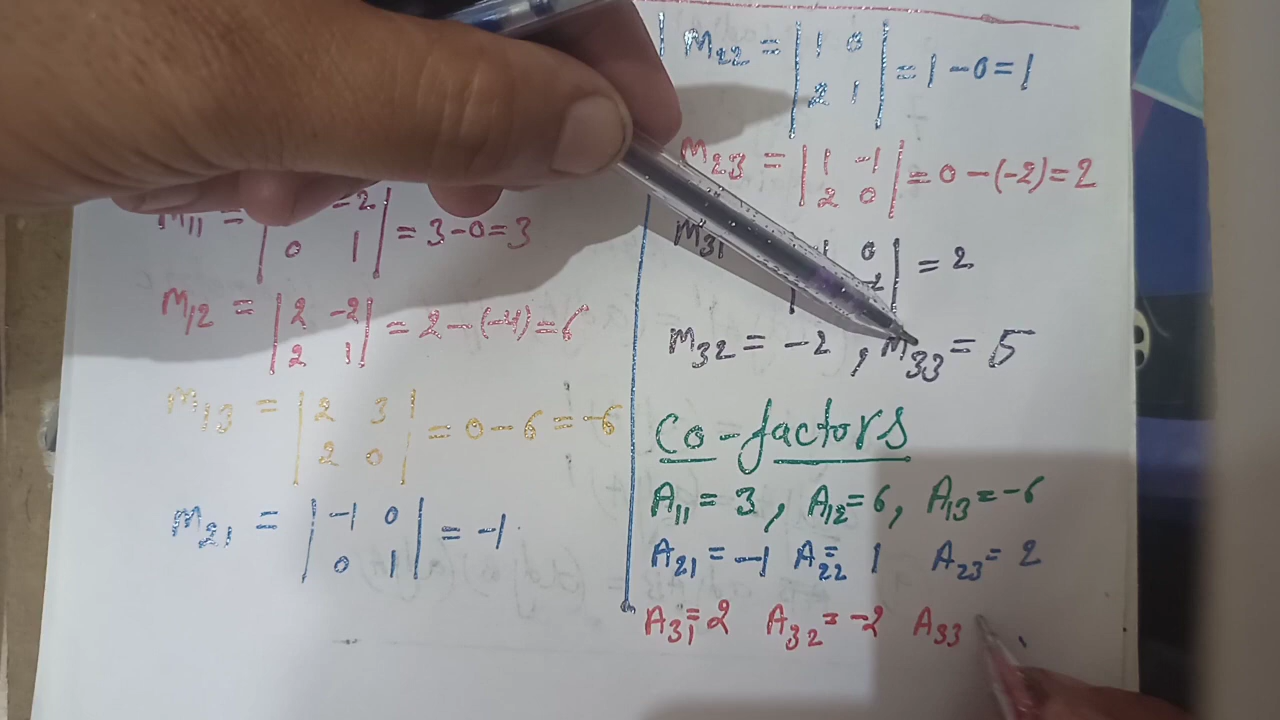 M11 = | -2 | = 3-0=3
0 1
M12 = | 2 -2 | = 2-(-4)=6
2 1
M13 = | 2 3 | = 0-6=-6
2 0
M21 = | -1 0 | = -1
0 1
M22 = | 1 0 | = 1-0=1
2 1
M23 = | 1 -1 | = 0-(-2)=2
2 0
M31 0 | = 2
M32 = -2, M33 = 5
Co-factors
A11 = 3, A12 = 6, A13 = -6
A21 = -1 A22 = 1 A23 = 2
A31 = 2 A32 = -2 A33